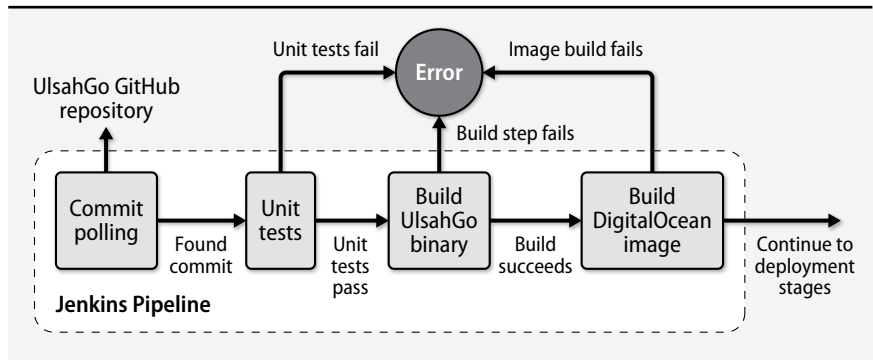 Unit tests fail
Error
Image build fails
UlsahGo GitHub
repository
Build step fails
Commit
polling
Found
commit
Unit
tests
Unit
tests
pass
Build
UlsahGo
binary
Build
succeeds
Build
DigitalOcean
image
Continue to
deployment
stages
Jenkins Pipeline